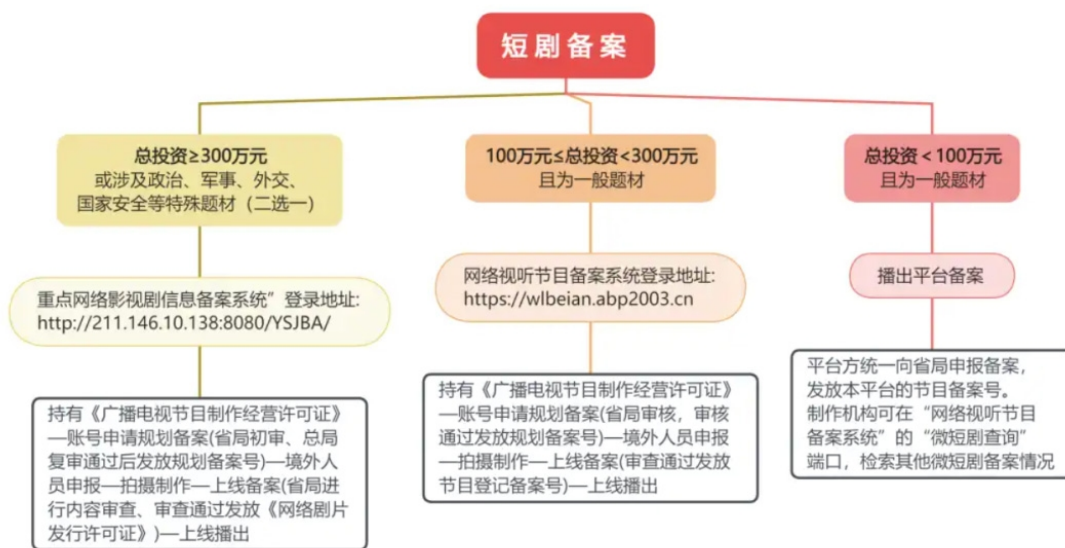 短剧备案
总投资≥300万元
或涉及政治、军事、外交、
国家安全等特殊题材（二选一）
重点网络影视剧信息备案系统”登录地址:
http://211.146.10.138:8080/YSJBA/
持有《广播电视节目制作经营许可证》
—账号申请规划备案(省局初审、总局
复审通过后发放规划备案号)—境外人
员申报—拍摄制作—上线备案(省局进
行内容审查、审查通过发放《网络剧片
发行许可证》)—上线播出
100万元≤总投资<300万元
且为一般题材
网络视听节目备案系统登录地址:
https://wlbeian.abp2003.cn
持有《广播电视节目制作经营许可证》
—账号申请规划备案(省局审核，审核
通过发放规划备案号)—境外人员申报
—拍摄制作—上线备案(审查通过发放
节目登记备案号)—上线播出
总投资＜100万元
且为一般题材
播出平台备案
平台方统一向省局申报备案，
发放本平台的节目备案号。
制作机构可在“网络视听节目
备案系统”的“微短剧查询”
端口，检索其他微短剧备案情况